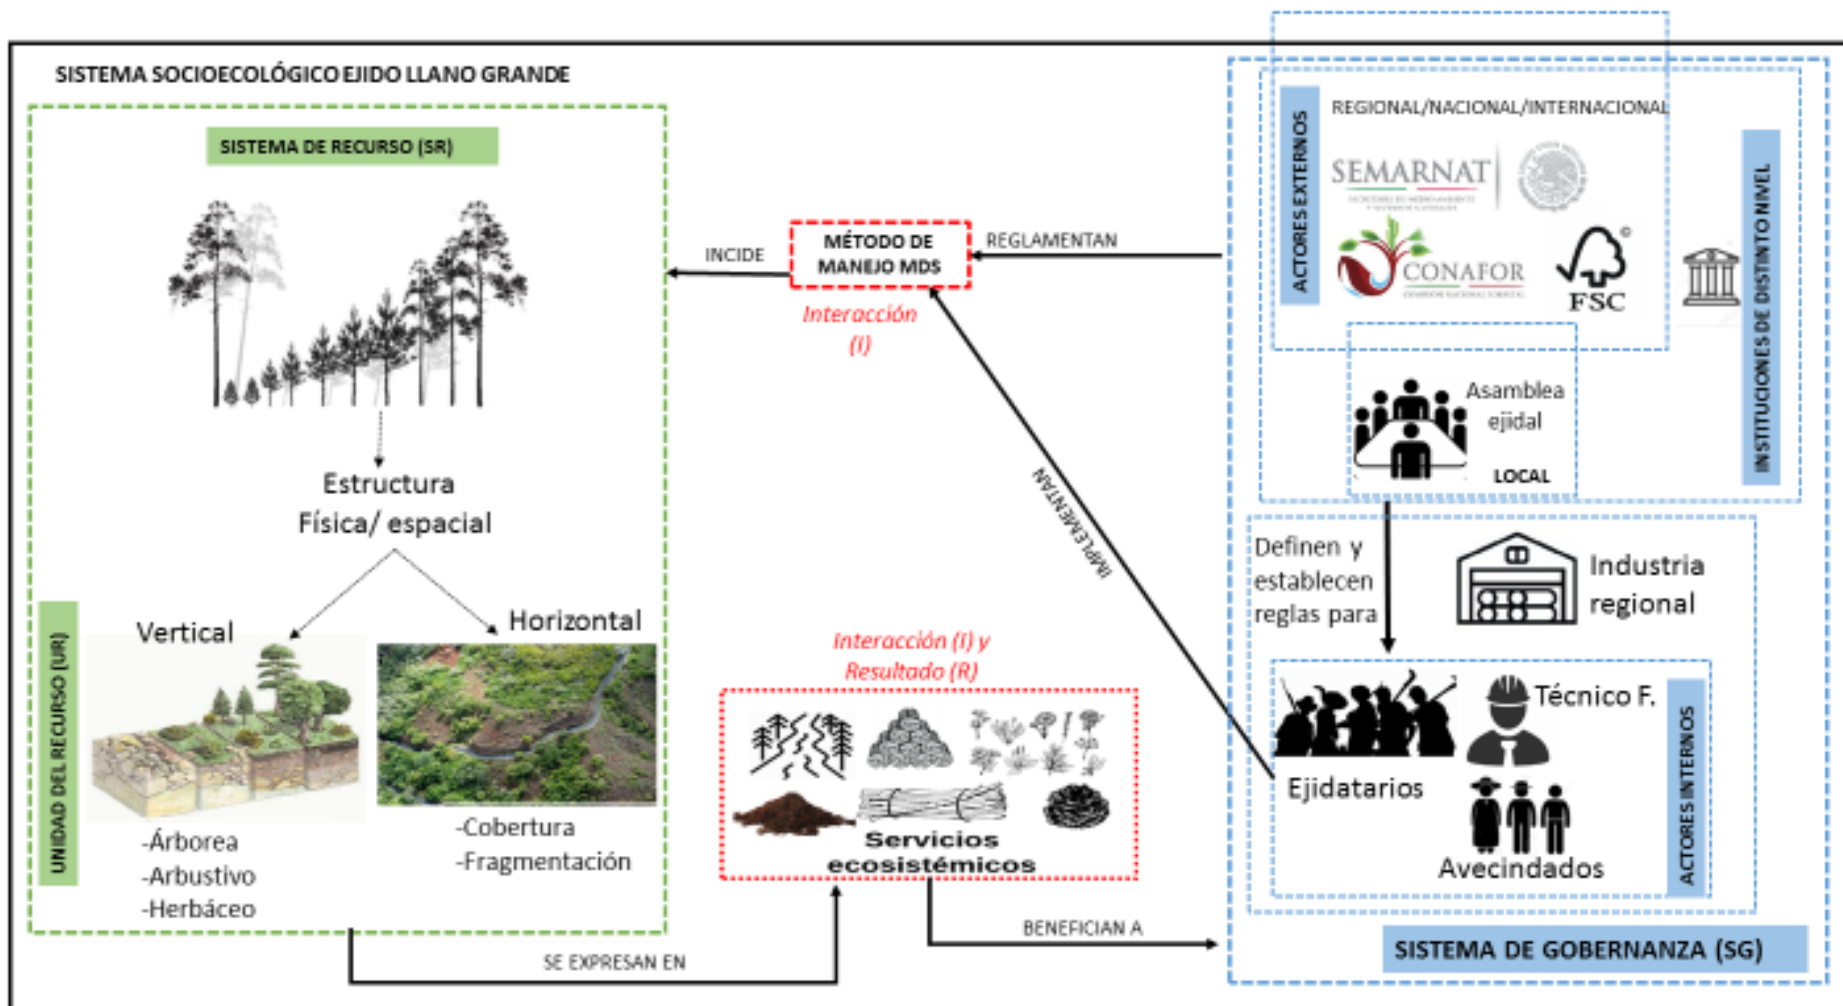 SISTEMA SOCIOECOLÓGICO EJIDO LLANO GRANDE
SISTEMA DE RECURSO (SR)
Estructura
Física/ espacial
Vertical
Horizontal
UNIDAD DEL RECURSO (UR)
-Árborea
-Arbustivo
-Herbáceo
-Cobertura
-Fragmentación
INCIDE
MÉTODO DE
MANEJO MDS
Interacción
(I)
REGLAMENTAN
IMPLEMENTAN
Interacción (I) y
Resultado (R)
Servicios
ecosistémicos
SE EXPRESAN EN
BENEFICIAN A
ACTORES EXTERNOS
REGIONAL/NACIONAL/INTERNACIONAL
SEMARNAT
CONAFOR
COMISIÓN NACIONAL FORESTAL
©
FSC
INSTITUCIONES DE DISTINTO NIVEL
Asamblea
ejidal
LOCAL
Definen y
establecen
reglas para
Industria
regional
Técnico F.
Ejidatarios
Avecindados
ACTORES INTERNOS
SISTEMA DE GOBERNANZA (SG)